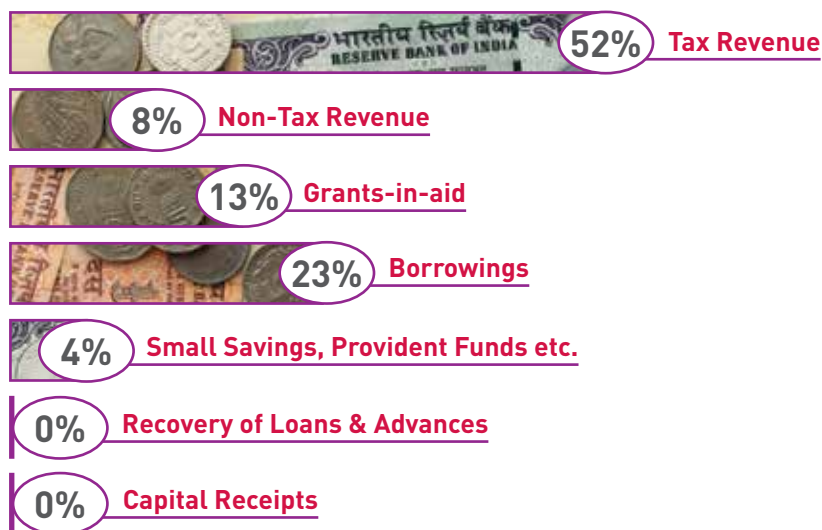 भारतीय रिज़र्व बैंक
RESERVE BANK OF INDIA
52% Tax Revenue
8% Non-Tax Revenue
13% Grants-in-aid
23% Borrowings
4% Small Savings, Provident Funds etc.
0% Recovery of Loans & Advances
0% Capital Receipts